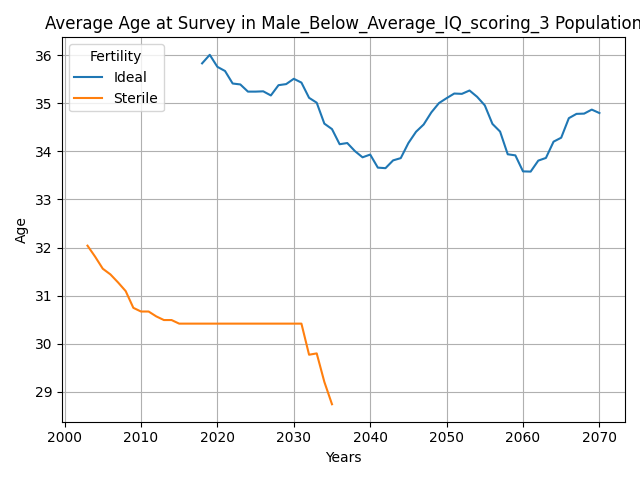 Average Age at Survey in Male_Below_Average_IQ_scoring_3 Population
Fertility
Ideal
Sterile
36
35
34
33
32
31
30
29
Age
2000 2010 2020 2030 2040 2050 2060 2070
Years